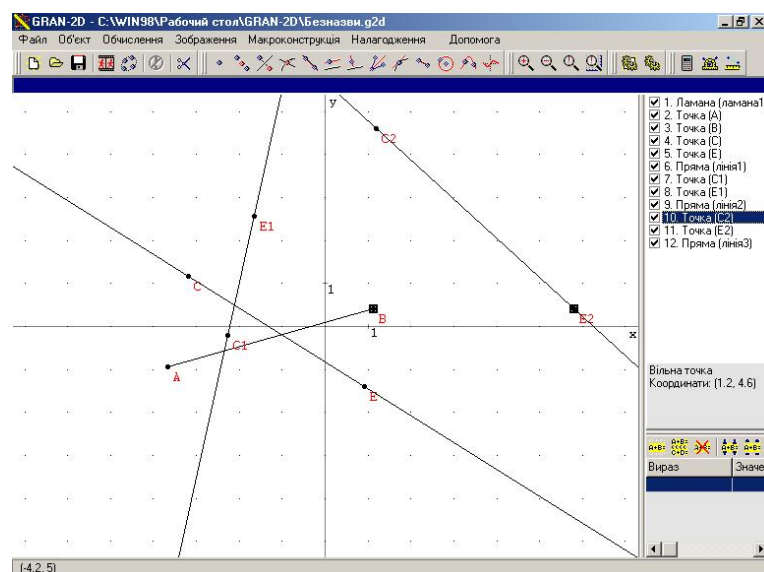 GRAN-2D - C:\WIN98\Рабочий стол\GRAN-2D\Безназви.g2d
Файл Об'єкт Обчислення Зображення Макроконструкція Налагодження Допомога
y
C2
E1
C
1
B
E2
1
x
C1
A
E
1. Ламана (ламана1
2. Точка (A)
3. Точка (B)
4. Точка (C)
5. Точка (E)
6. Пряма (лінія1)
7. Точка (C1)
8. Точка (E1)
9. Пряма (лінія2)
10. Точка (C2)
11. Точка (E2)
12. Пряма (лінія3)
Вільна точка
Координати: (1.2, 4.6)
Вираз Значе
(-4.2, 5)